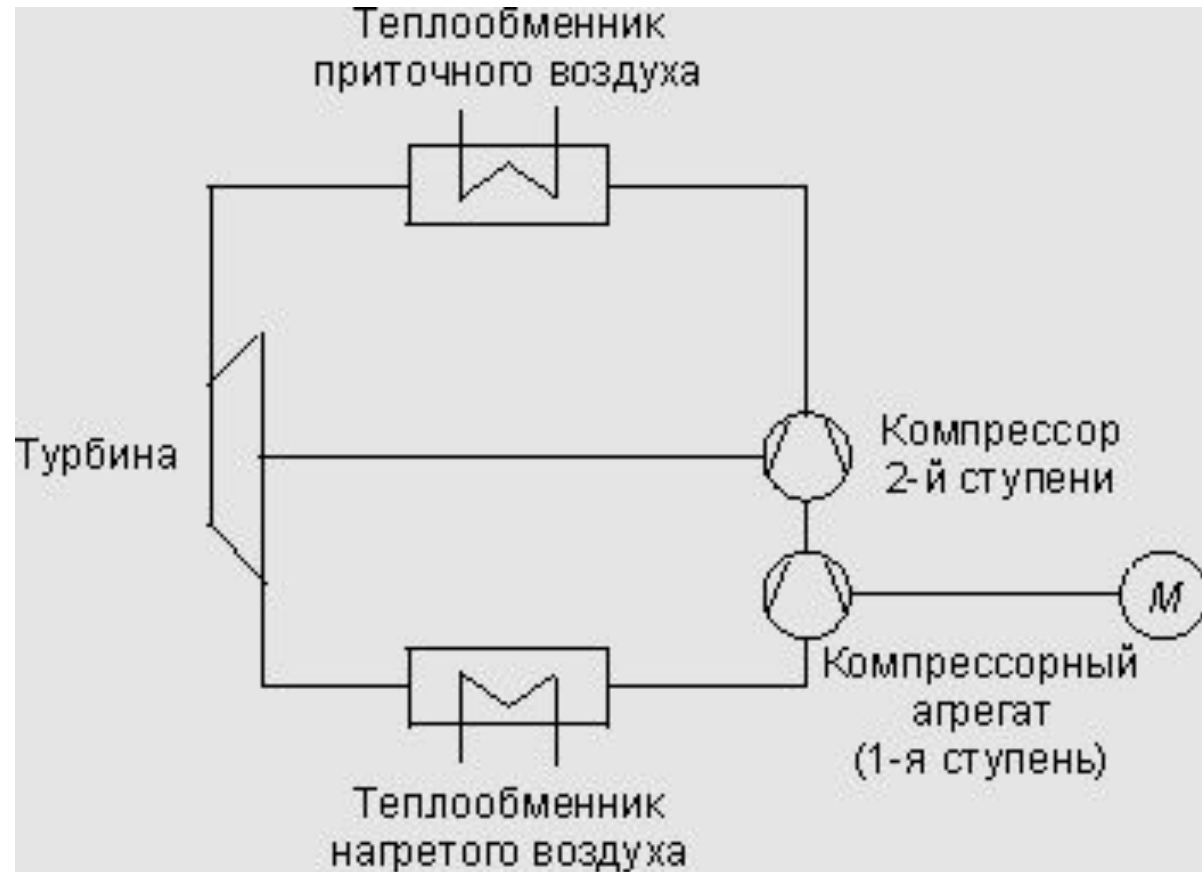 Теплообменник
приточного воздуха
Турбина
Компрессор
2-й ступени
М
Компрессорный
агрегат
(1-я ступень)
Теплообменник
нагретого воздуха